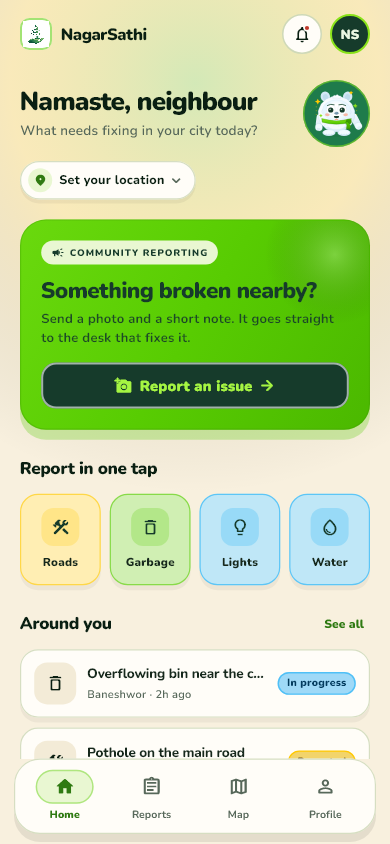 NagarSathi
NS
Namaste, neighbour
What needs fixing in your city today?
Set your location
COMMUNITY REPORTING
Something broken nearby?
Send a photo and a short note. It goes straight
to the desk that fixes it.
Report an issue
Report in one tap
Roads
Garbage
Lights
Water
Around you
See all
Overflowing bin near the c...
Baneshwor · 2h ago
In progress
Pothole on the main road
Home
Reports
Map
Profile